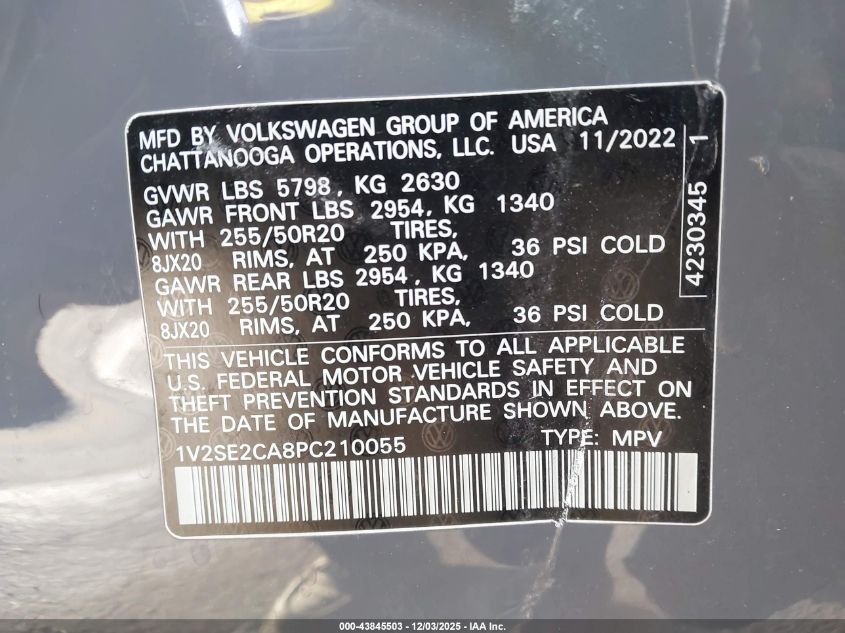 MFD BY VOLKSWAGEN GROUP OF AMERICA
CHATTANOOGA OPERATIONS, LLC. USA 11/2022
GVWR LBS 5798, KG 2630
GAWR FRONT LBS 2954, KG 1340
WITH 255/50R20 TIRES,
8JX20 RIMS, AT 250 KPA, 36 PSI COLD
GAWR REAR LBS 2954, KG 1340
WITH 255/50R20 TIRES,
8JX20 RIMS, AT 250 KPA, 36 PSI COLD
4230345 1
THIS VEHICLE CONFORMS TO ALL APPLICABLE
U.S. FEDERAL MOTOR VEHICLE SAFETY AND
THEFT PREVENTION STANDARDS IN EFFECT ON
THE DATE OF MANUFACTURE SHOWN ABOVE.
1V2SE2CA8PC210055 TYPE: MPV
000-43845503 - 12/03/2025 - IAA Inc.